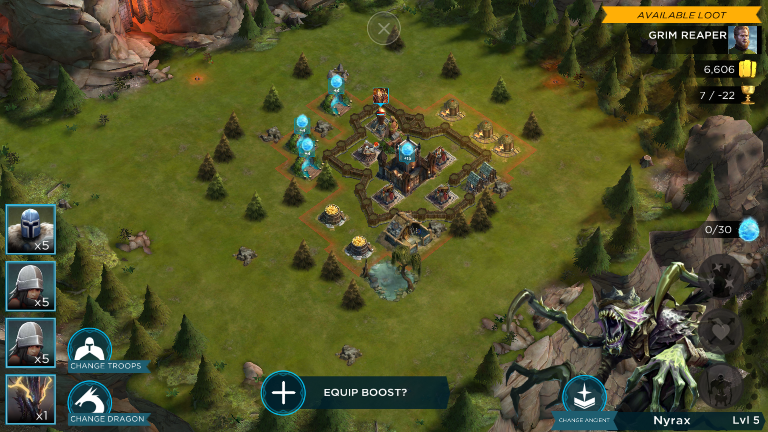 AVAILABLE LOOT
GRIM REAPER
6,606
7 / -22
0/30
x5
x5
x5
x1
CHANGE TROOPS
CHANGE DRAGON
EQUIP BOOST?
CHANGE ANCIENT
Nyrax
Lvl 5